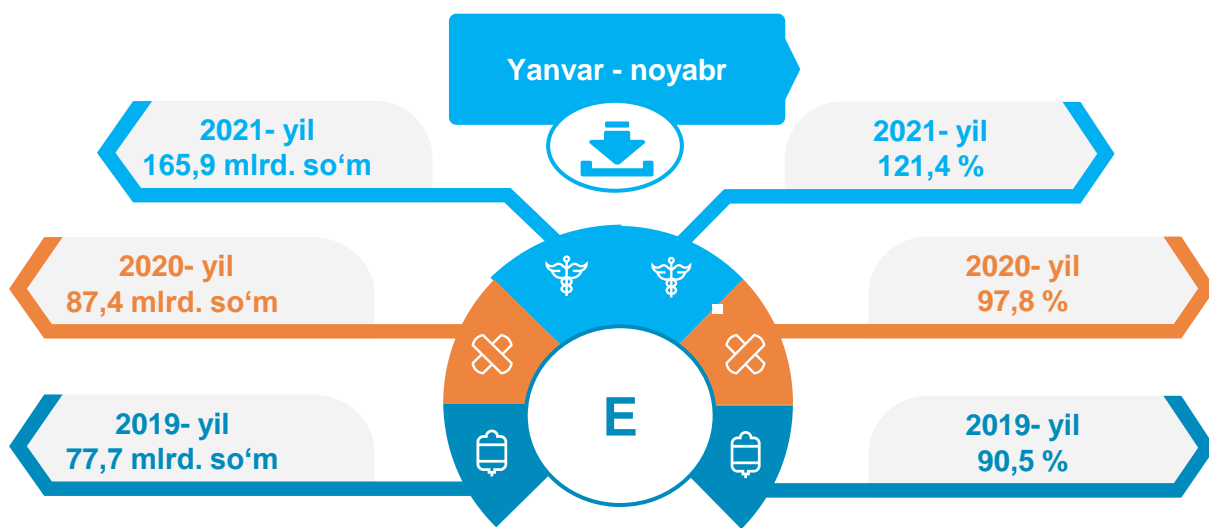 Yanvar - noyabr
2021- yil
165,9 mlrd. so‘m
2021- yil
121,4 %
2020- yil
87,4 mlrd. so‘m
2020- yil
97,8 %
2019- yil
77,7 mlrd. so‘m
2019- yil
90,5 %
E